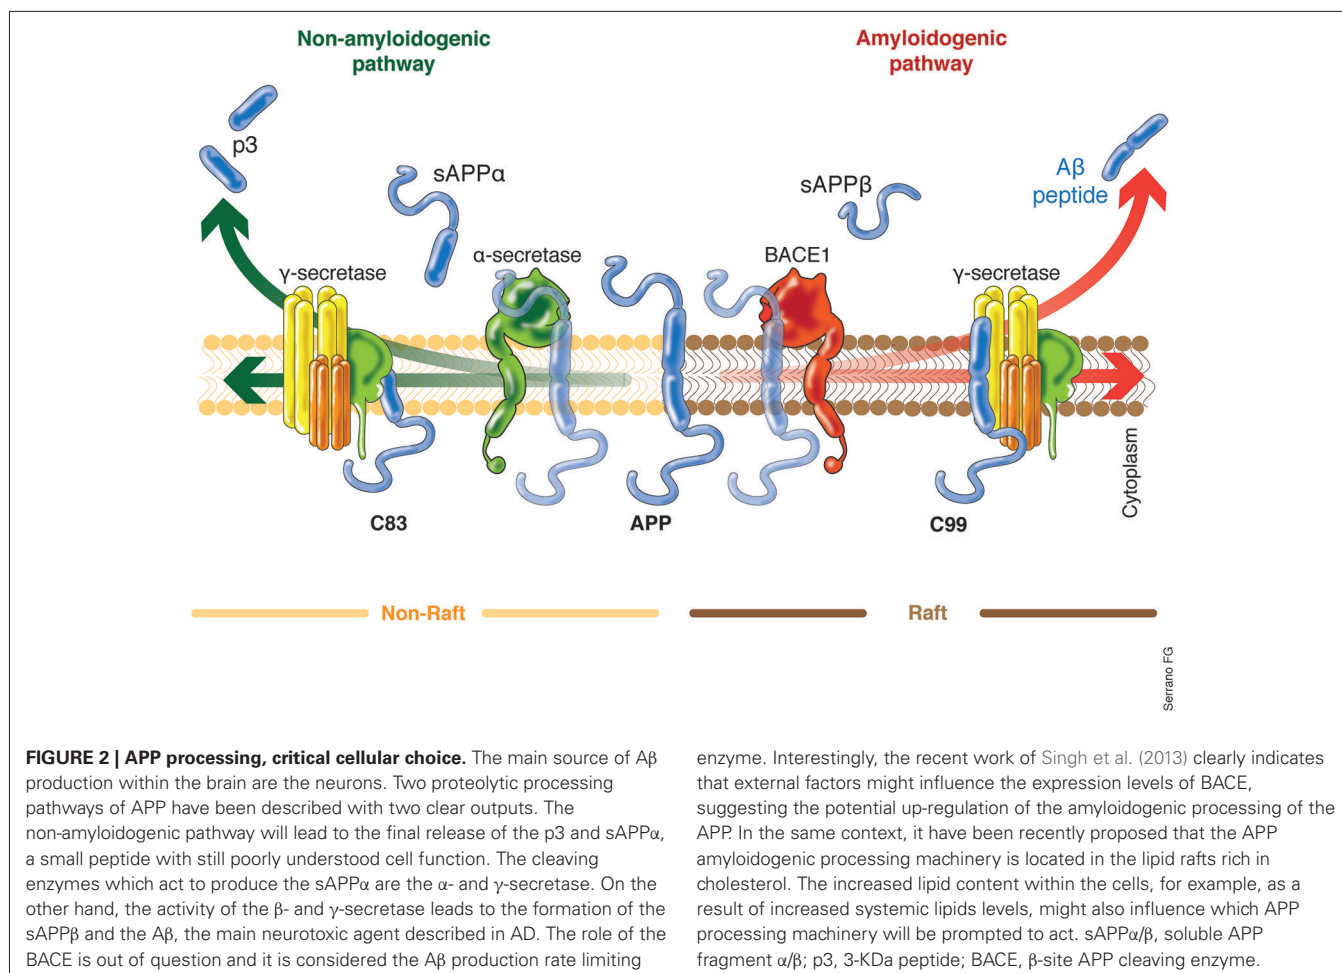 Non-amyloidogenic
pathway
Amyloidogenic
pathway
p3
sAPPα
sAPPβ
Aβ
peptide
γ-secretase
α-secretase
BACE1
γ-secretase
Cytoplasm
C83
APP
C99
Non-Raft
Raft
Serrano FG
FIGURE 2 | APP processing, critical cellular choice. The main source of Aβ
production within the brain are the neurons. Two proteolytic processing
pathways of APP have been described with two clear outputs. The
non-amyloidogenic pathway will lead to the final release of the p3 and sAPPα,
a small peptide with still poorly understood cell function. The cleaving
enzymes which act to produce the sAPPα are the α- and γ-secretase. On the
other hand, the activity of the β- and γ-secretase leads to the formation of the
sAPPβ and the Aβ, the main neurotoxic agent described in AD. The role of the
BACE is out of question and it is considered the Aβ production rate limiting
enzyme. Interestingly, the recent work of Singh et al. (2013) clearly indicates
that external factors might influence the expression levels of BACE,
suggesting the potential up-regulation of the amyloidogenic processing of the
APP. In the same context, it have been recently proposed that the APP
amyloidogenic processing machinery is located in the lipid rafts rich in
cholesterol. The increased lipid content within the cells, for example, as a
result of increased systemic lipids levels, might also influence which APP
processing machinery will be prompted to act. sAPPα/β, soluble APP
fragment α/β; p3, 3-KDa peptide; BACE, β-site APP cleaving enzyme.